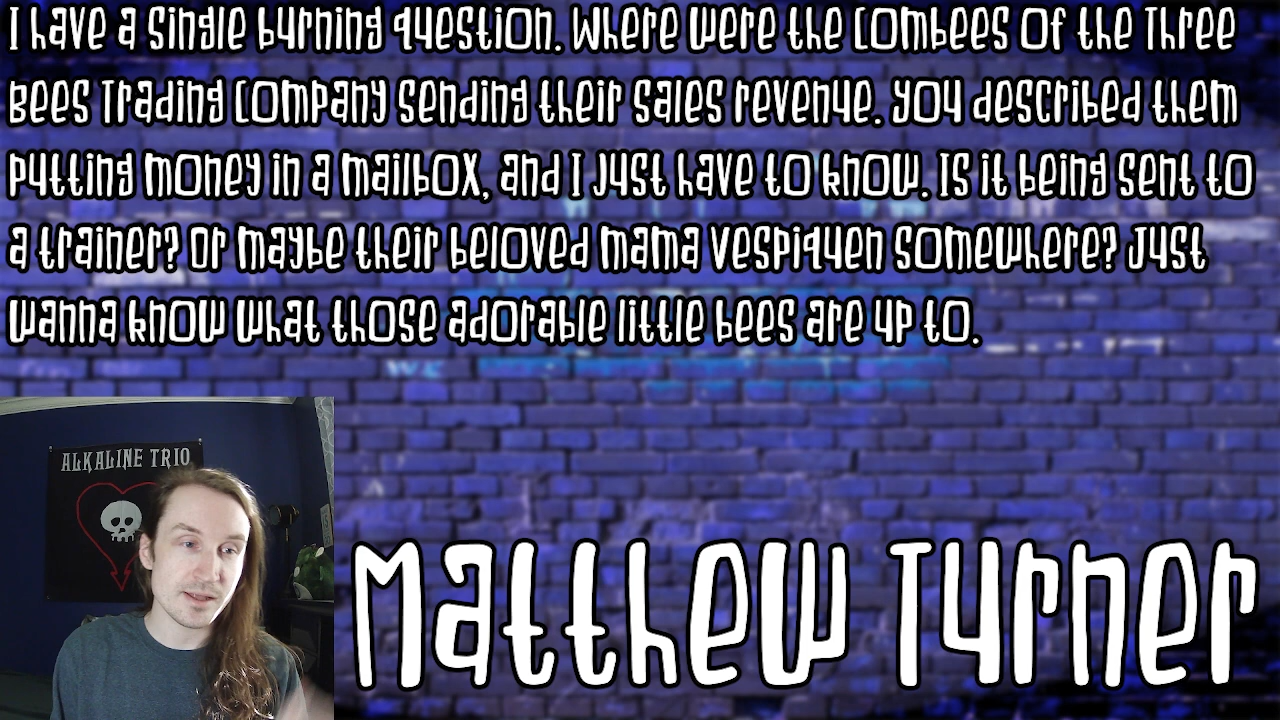 I have a single burning question. Where were the Combees of the Three
Bees Trading Company sending their sales revenue. You described them
putting money in a mailbox, and I just have to know. Is it being sent to
a trainer? Or maybe their beloved mama Vespiquen somewhere? Just
wanna know what those adorable little bees are up to.
ALKALINE TRIO
Matthew Turner